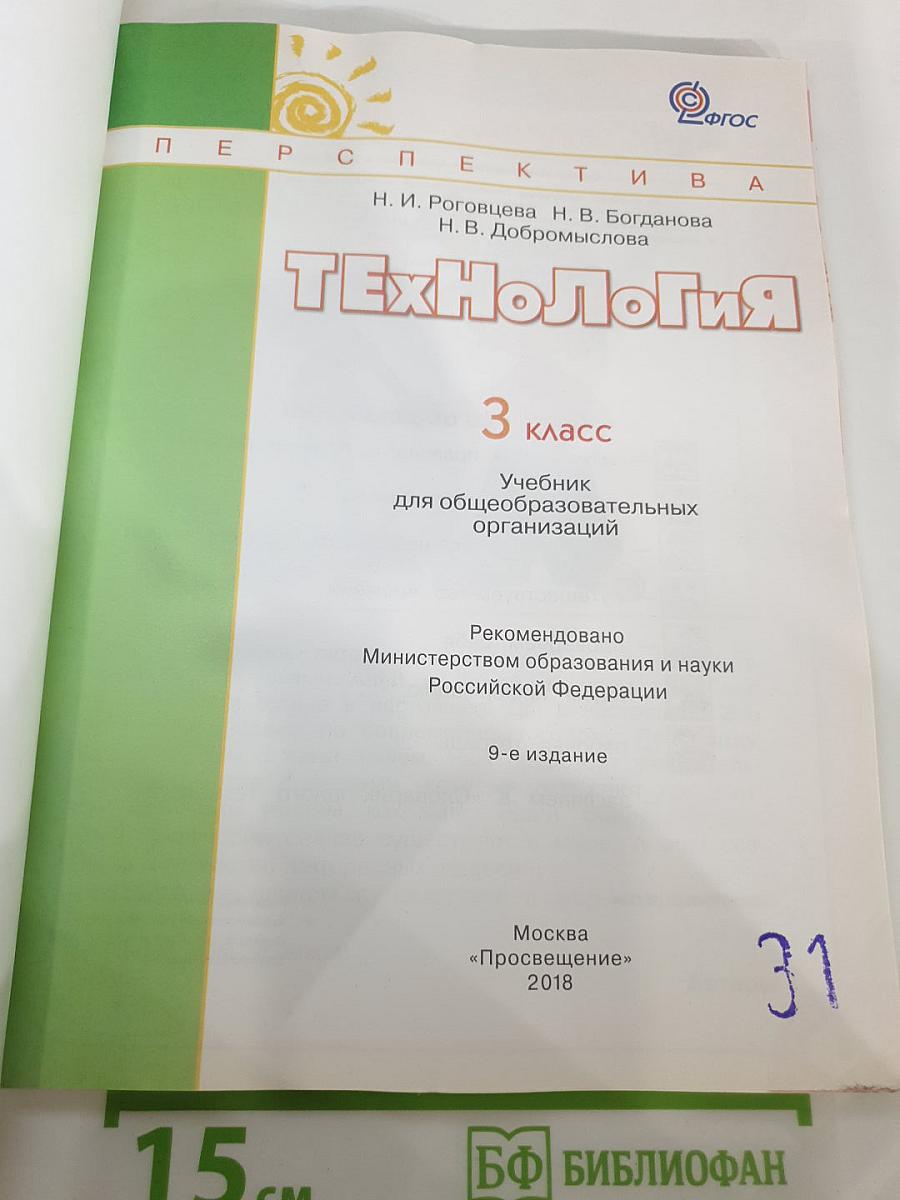 ФГОС
ПЕРСПЕКТИВА
Н. И. Роговцева Н. В. Богданова
Н. В. Добромыслова
ТЕхНоЛоГиЯ
3 класс
Учебник
для общеобразовательных
организаций
Рекомендовано
Министерством образования и науки
Российской Федерации
9-е издание
Москва
«Просвещение»
2018
31
15 см
БФ БИБЛИОФАН